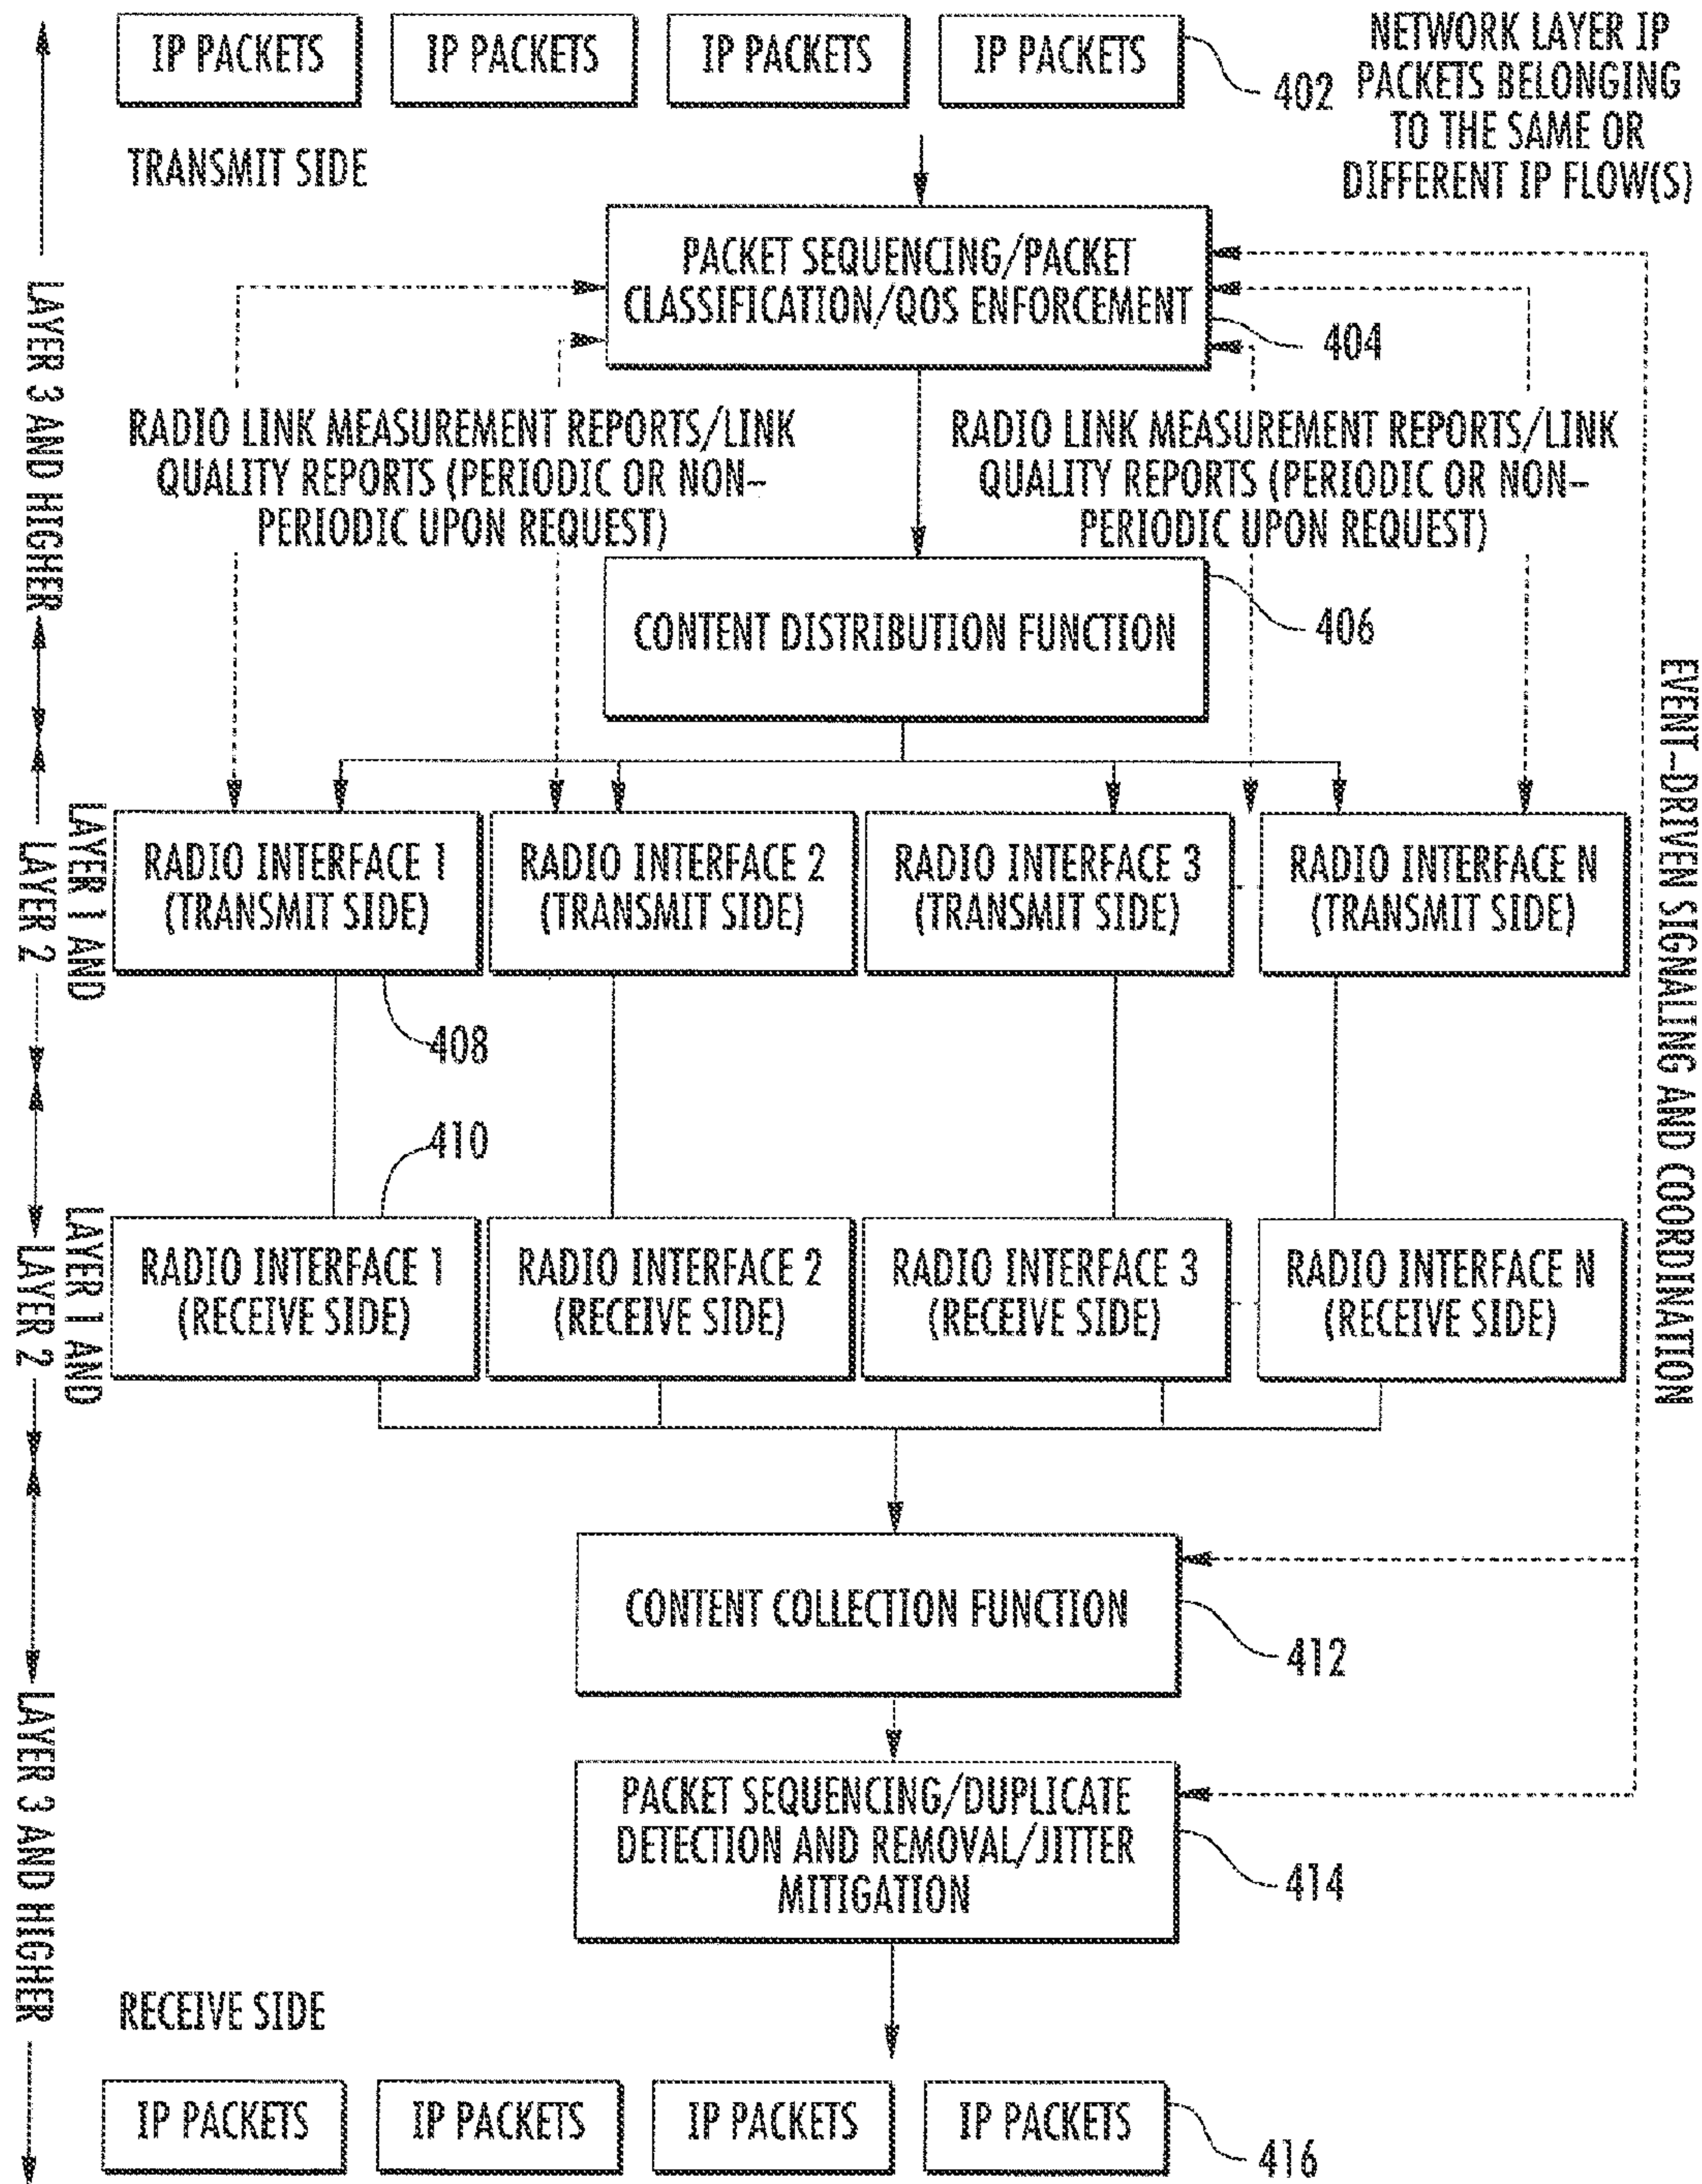 IP PACKETS
IP PACKETS
IP PACKETS
IP PACKETS
402
NETWORK LAYER IP
PACKETS BELONGING
TO THE SAME OR
DIFFERENT IP FLOW(S)
TRANSMIT SIDE
PACKET SEQUENCING/PACKET
CLASSIFICATION/QOS ENFORCEMENT
404
LAYER 3 AND HIGHER
RADIO LINK MEASUREMENT REPORTS/LINK
QUALITY REPORTS (PERIODIC OR NON-
PERIODIC UPON REQUEST)
RADIO LINK MEASUREMENT REPORTS/LINK
QUALITY REPORTS (PERIODIC OR NON-
PERIODIC UPON REQUEST)
CONTENT DISTRIBUTION FUNCTION
406
EVENT-DRIVEN SIGNALING AND COORDINATION
LAYER 1 AND
LAYER 2
RADIO INTERFACE 1
(TRANSMIT SIDE)
RADIO INTERFACE 2
(TRANSMIT SIDE)
RADIO INTERFACE 3
(TRANSMIT SIDE)
RADIO INTERFACE N
(TRANSMIT SIDE)
408
410
LAYER 1 AND
LAYER 2
RADIO INTERFACE 1
(RECEIVE SIDE)
RADIO INTERFACE 2
(RECEIVE SIDE)
RADIO INTERFACE 3
(RECEIVE SIDE)
RADIO INTERFACE N
(RECEIVE SIDE)
CONTENT COLLECTION FUNCTION
412
LAYER 3 AND HIGHER
PACKET SEQUENCING/DUPLICATE
DETECTION AND REMOVAL/JITTER
MITIGATION
414
RECEIVE SIDE
IP PACKETS
IP PACKETS
IP PACKETS
IP PACKETS
416